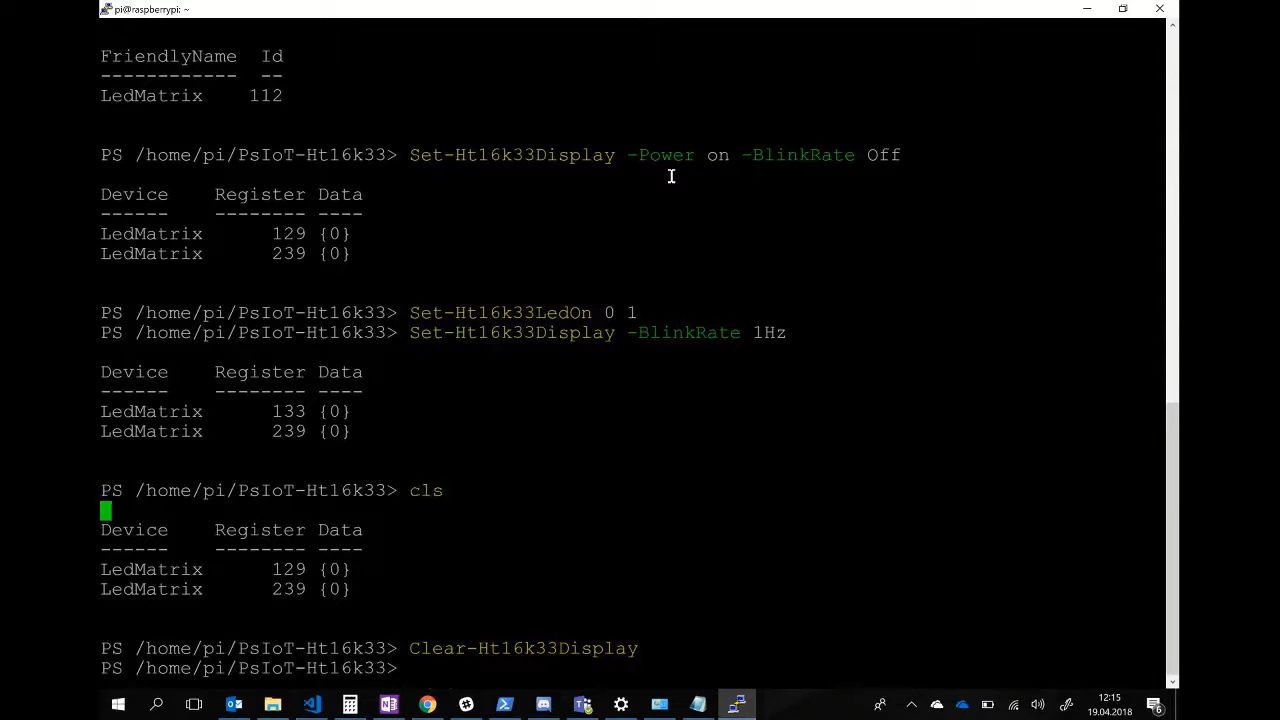 pi@raspberrypi: ~
FriendlyName  Id
------------  --
LedMatrix    112
PS /home/pi/PsIoT-Ht16k33> Set-Ht16k33Display -Power on -BlinkRate Off
Device    Register Data
------    -------- ----
LedMatrix      129 {0}
LedMatrix      239 {0}
PS /home/pi/PsIoT-Ht16k33> Set-Ht16k33LedOn 0 1
PS /home/pi/PsIoT-Ht16k33> Set-Ht16k33Display -BlinkRate 1Hz
Device    Register Data
------    -------- ----
LedMatrix      133 {0}
LedMatrix      239 {0}
PS /home/pi/PsIoT-Ht16k33> cls
Device    Register Data
------    -------- ----
LedMatrix      129 {0}
LedMatrix      239 {0}
PS /home/pi/PsIoT-Ht16k33> Clear-Ht16k33Display
PS /home/pi/PsIoT-Ht16k33>
12:15
19.04.2018
6